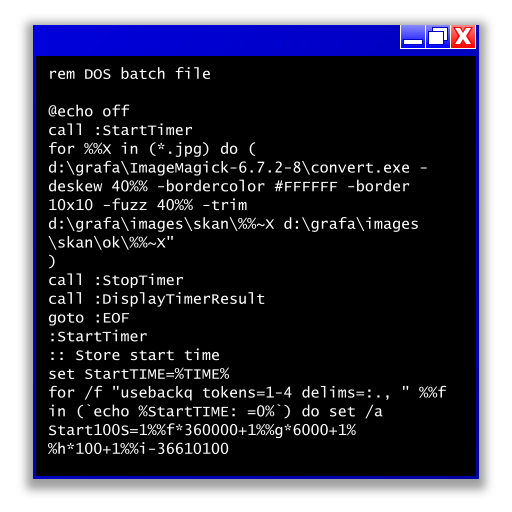 rem DOS batch file
@echo off
call :StartTimer
for %%X in (*.jpg) do (
d:\grafa\ImageMagick-6.7.2-8\convert.exe -
deskew 40%% -bordercolor #FFFFFF -border
10x10 -fuzz 40%% -trim
d:\grafa\images\skan\%%~X d:\grafa\images
\skan\ok\%%~X"
)
call :StopTimer
call :DisplayTimerResult
goto :EOF
:StartTimer
:: Store start time
set StartTIME=%TIME%
for /f "usebackq tokens=1-4 delims=:., " %%f
in (`echo %StartTIME: =0%`) do set /a
Start100S=1%%f*360000+1%%g*6000+1%
%h*100+1%%i-36610100